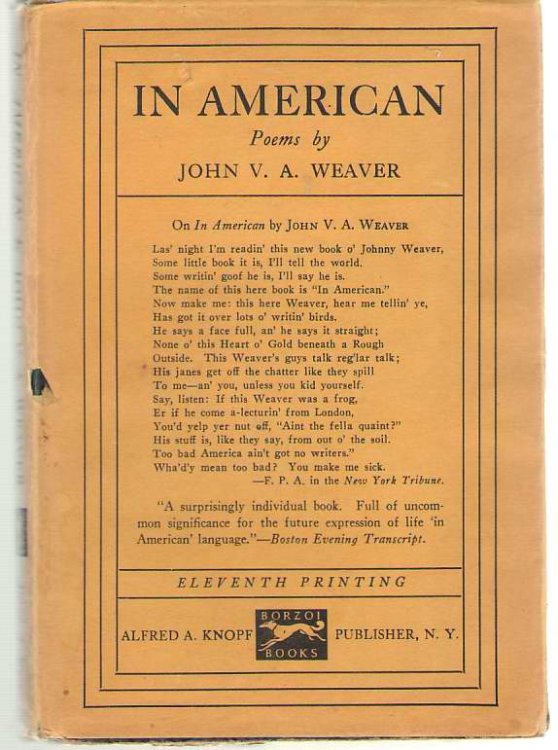 IN AMERICAN
Poems by
JOHN V. A. WEAVER
On In American by JOHN V. A. WEAVER
Las' night I'm readin' this new book o' Johnny Weaver,
Some little book it is, I'll tell the world.
Some writin' goof he is, I'll say he is.
The name of this here book is "In American."
Now make me: this here Weaver, hear me tellin' ye,
Has got it over lots o' writin' birds.
He says a face full, an' he says it straight;
None o' this Heart o' Gold beneath a Rough
Outside. This Weaver's guys talk reg'lar talk;
His janes get off the chatter like they spill
To me—an' you, unless you kid yourself.
Say, listen: If this Weaver was a frog,
Er if he come a-lecturin' from London,
You'd yelp yer nut off, "Aint the fella quaint?"
His stuff is, like they say, from out o' the soil.
Too bad America ain't got no writers."
Wha'd'y mean too bad? You make me sick.
—F. P. A. in the New York Tribune.
"A surprisingly individual book. Full of uncom-
mon significance for the future expression of life 'in
American' language."—Boston Evening Transcript.
ELEVENTH PRINTING
ALFRED A. KNOPF BORZOI BOOKS PUBLISHER, N. Y.